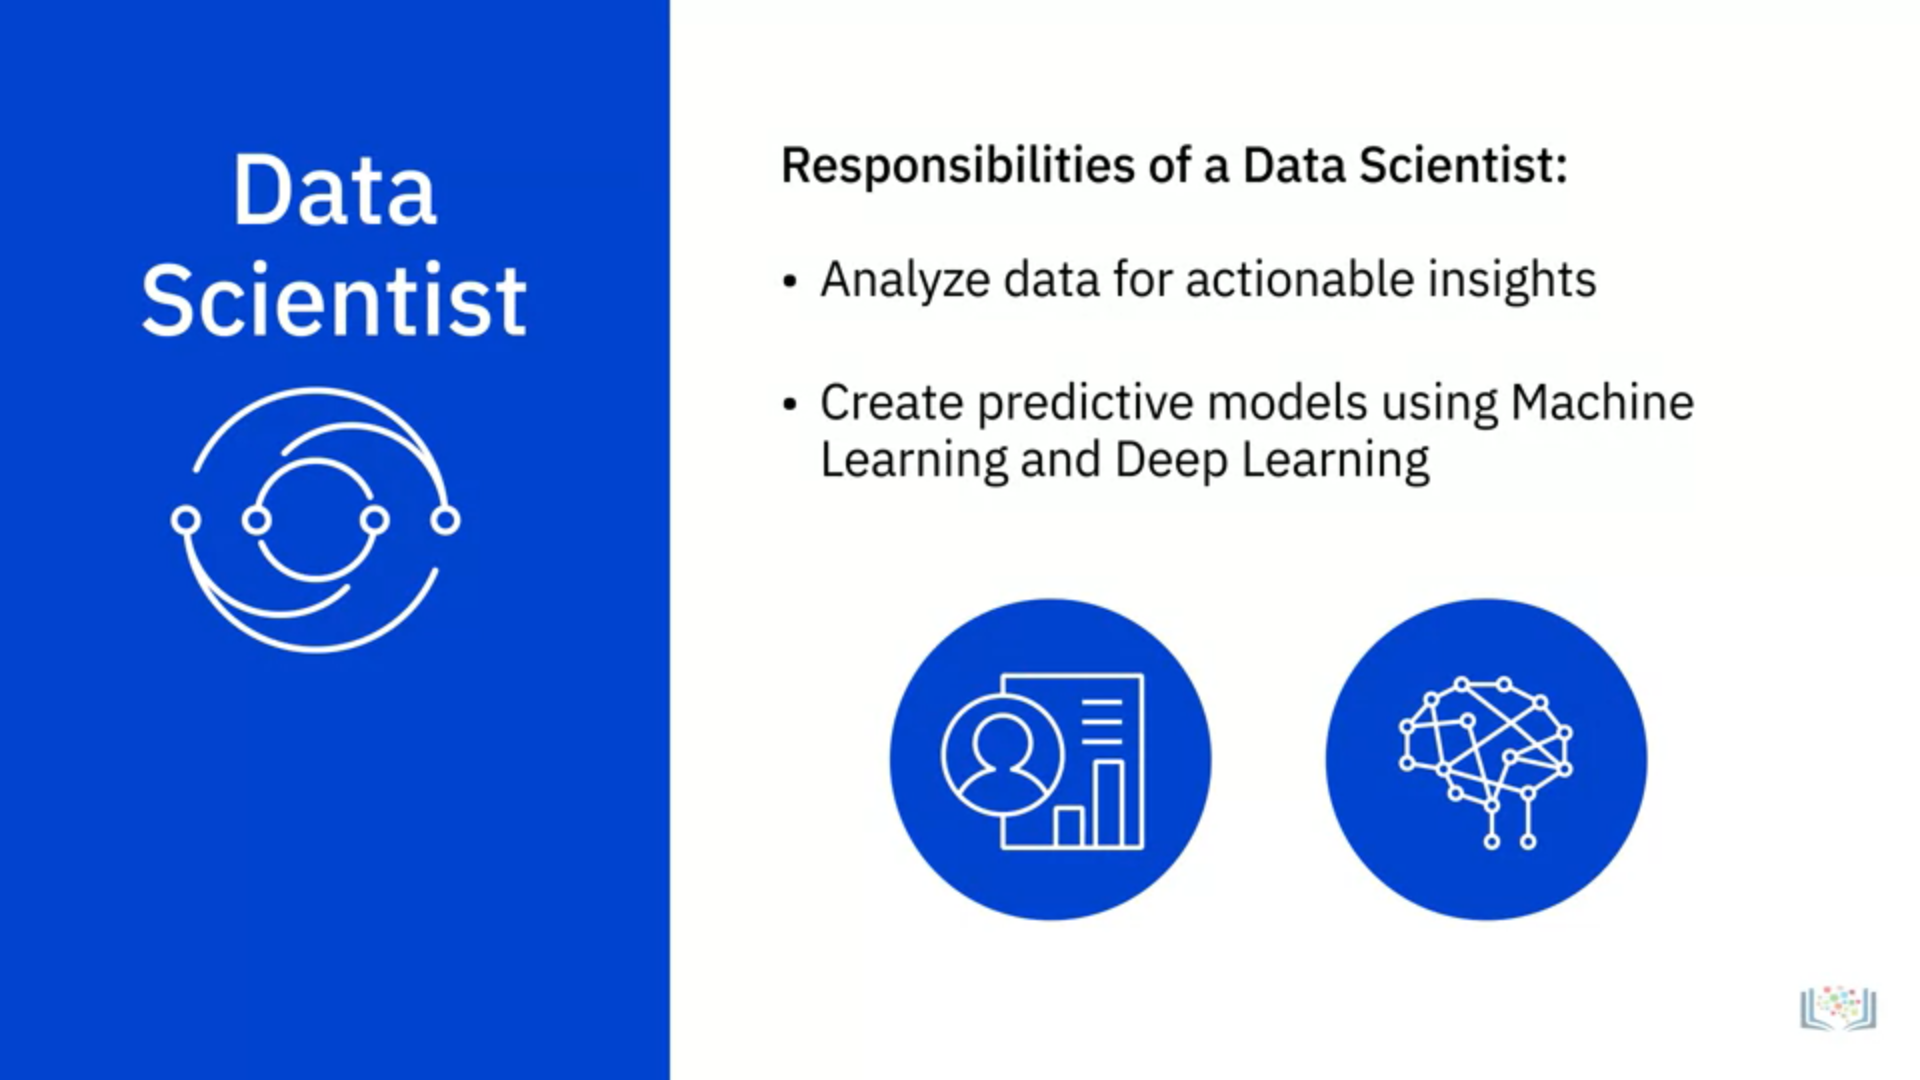 Data
Scientist
Responsibilities of a Data Scientist:
• Analyze data for actionable insights
• Create predictive models using Machine
Learning and Deep Learning